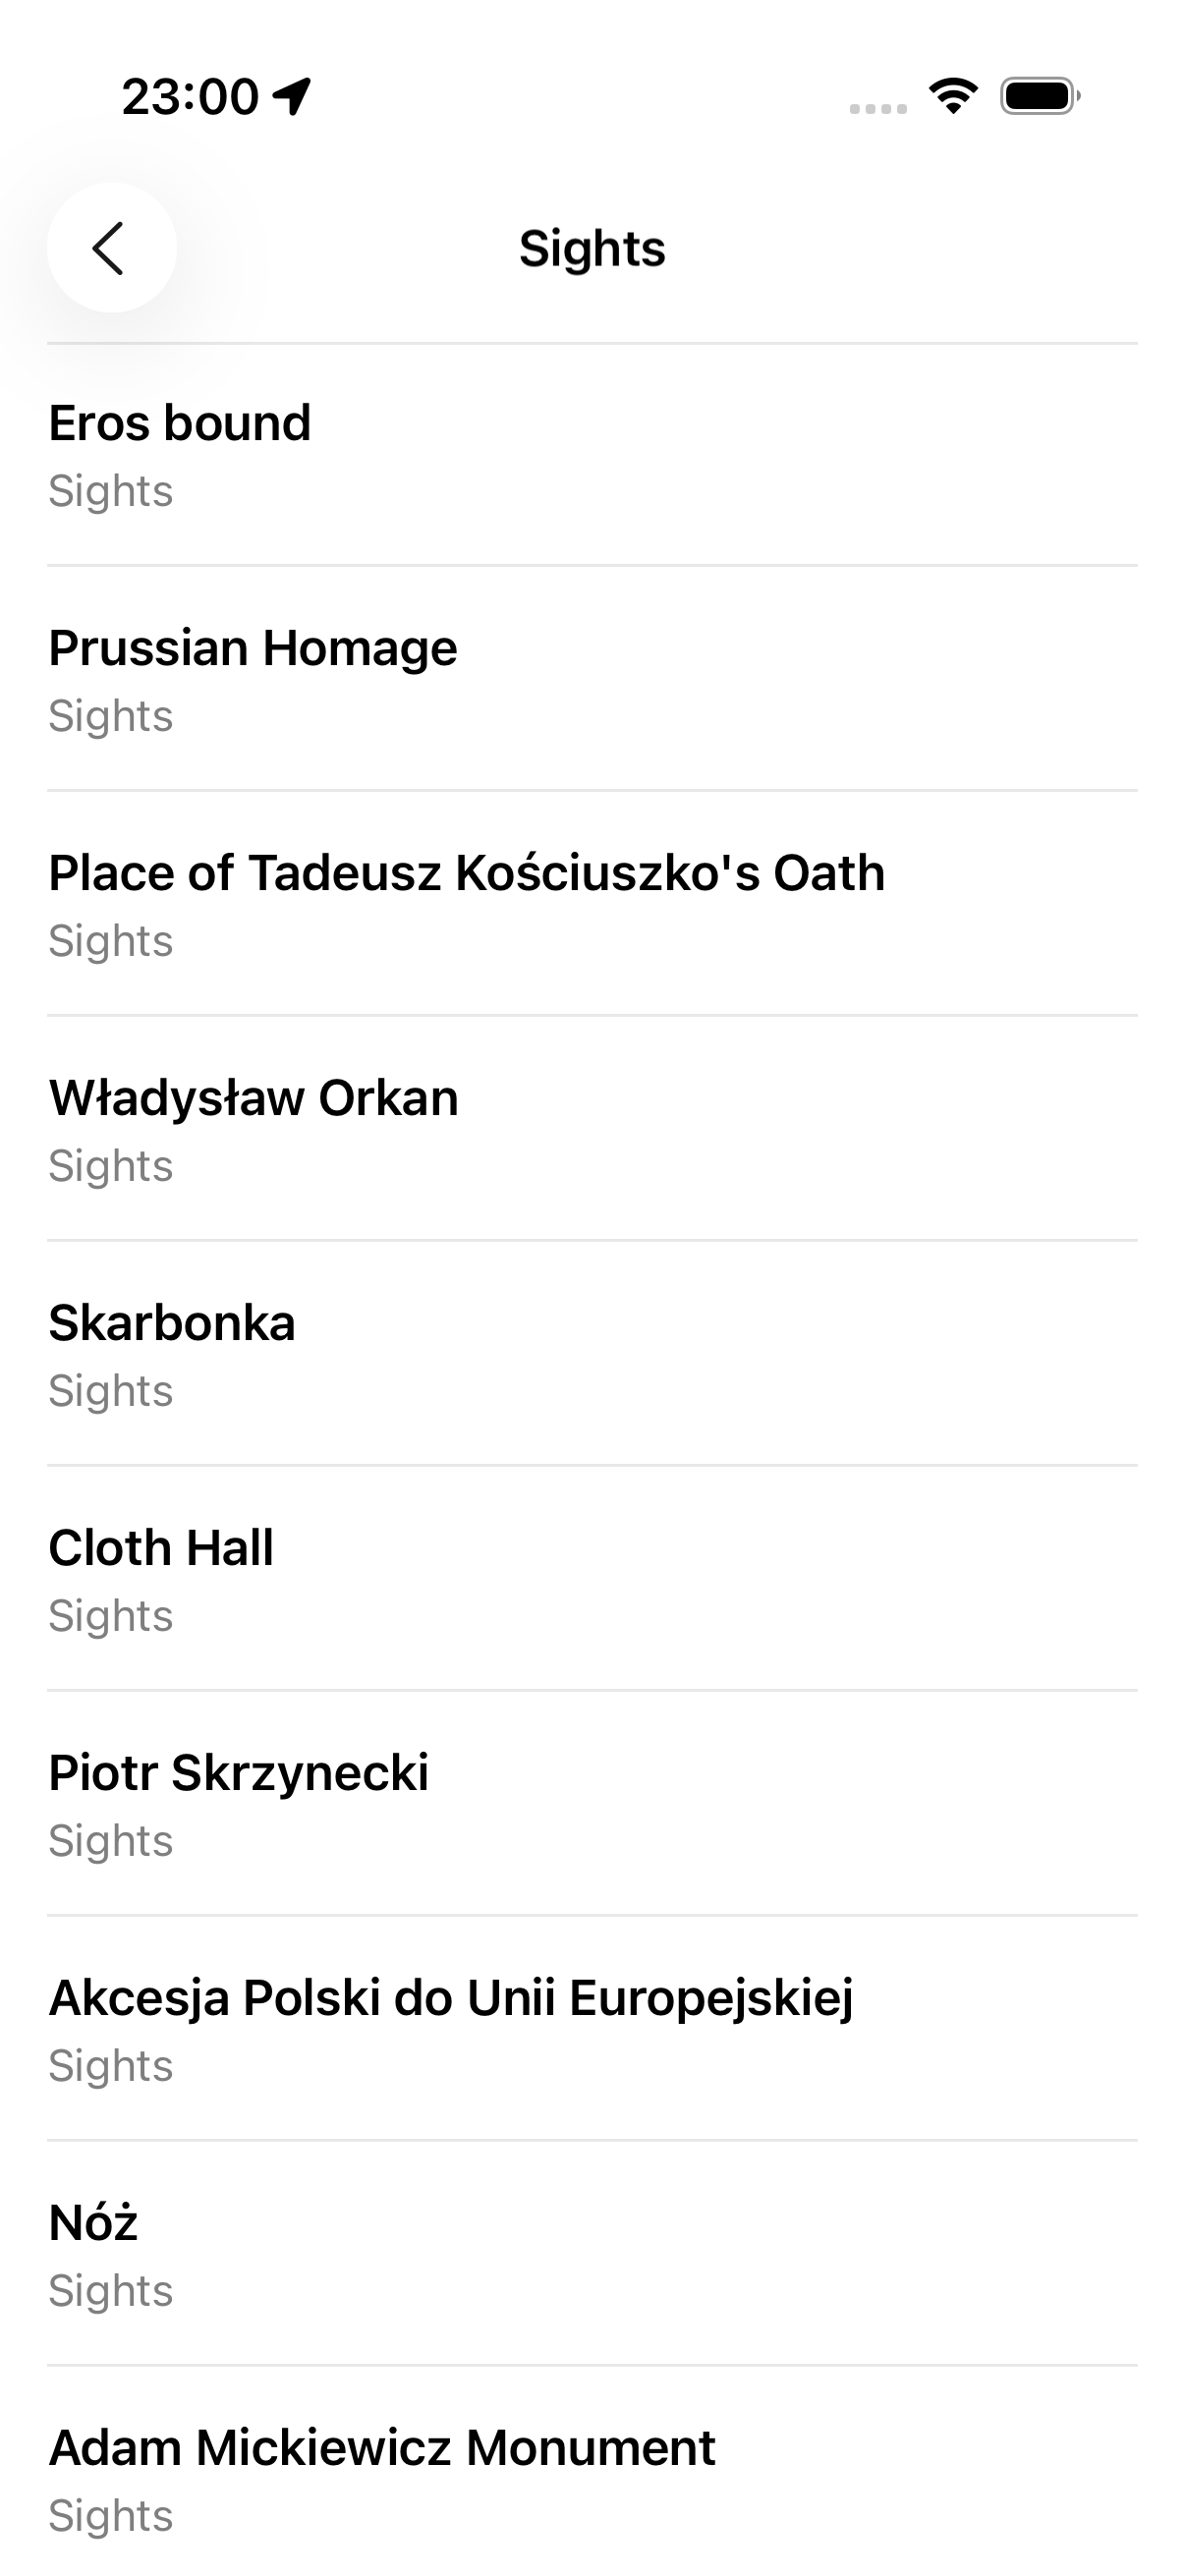 23:00
Sights
Eros bound
Sights
Prussian Homage
Sights
Place of Tadeusz Kościuszko's Oath
Sights
Władysław Orkan
Sights
Skarbonka
Sights
Cloth Hall
Sights
Piotr Skrzynecki
Sights
Akcesja Polski do Unii Europejskiej
Sights
Nóż
Sights
Adam Mickiewicz Monument
Sights